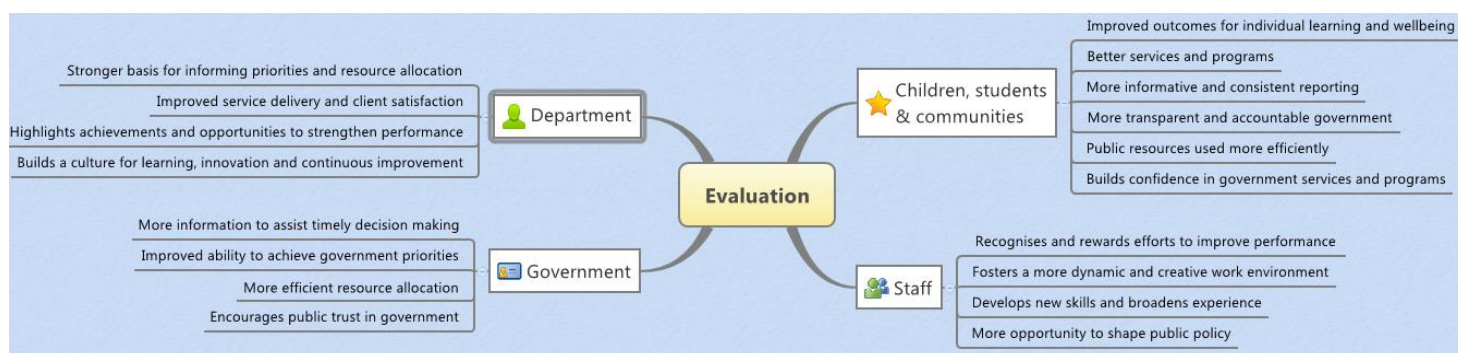 Evaluation
Department
Stronger basis for informing priorities and resource allocation
Improved service delivery and client satisfaction
Highlights achievements and opportunities to strengthen performance
Builds a culture for learning, innovation and continuous improvement
Government
More information to assist timely decision making
Improved ability to achieve government priorities
More efficient resource allocation
Encourages public trust in government
Children, students
& communities
Improved outcomes for individual learning and wellbeing
Better services and programs
More informative and consistent reporting
More transparent and accountable government
Public resources used more efficiently
Builds confidence in government services and programs
Staff
Recognises and rewards efforts to improve performance
Fosters a more dynamic and creative work environment
Develops new skills and broadens experience
More opportunity to shape public policy